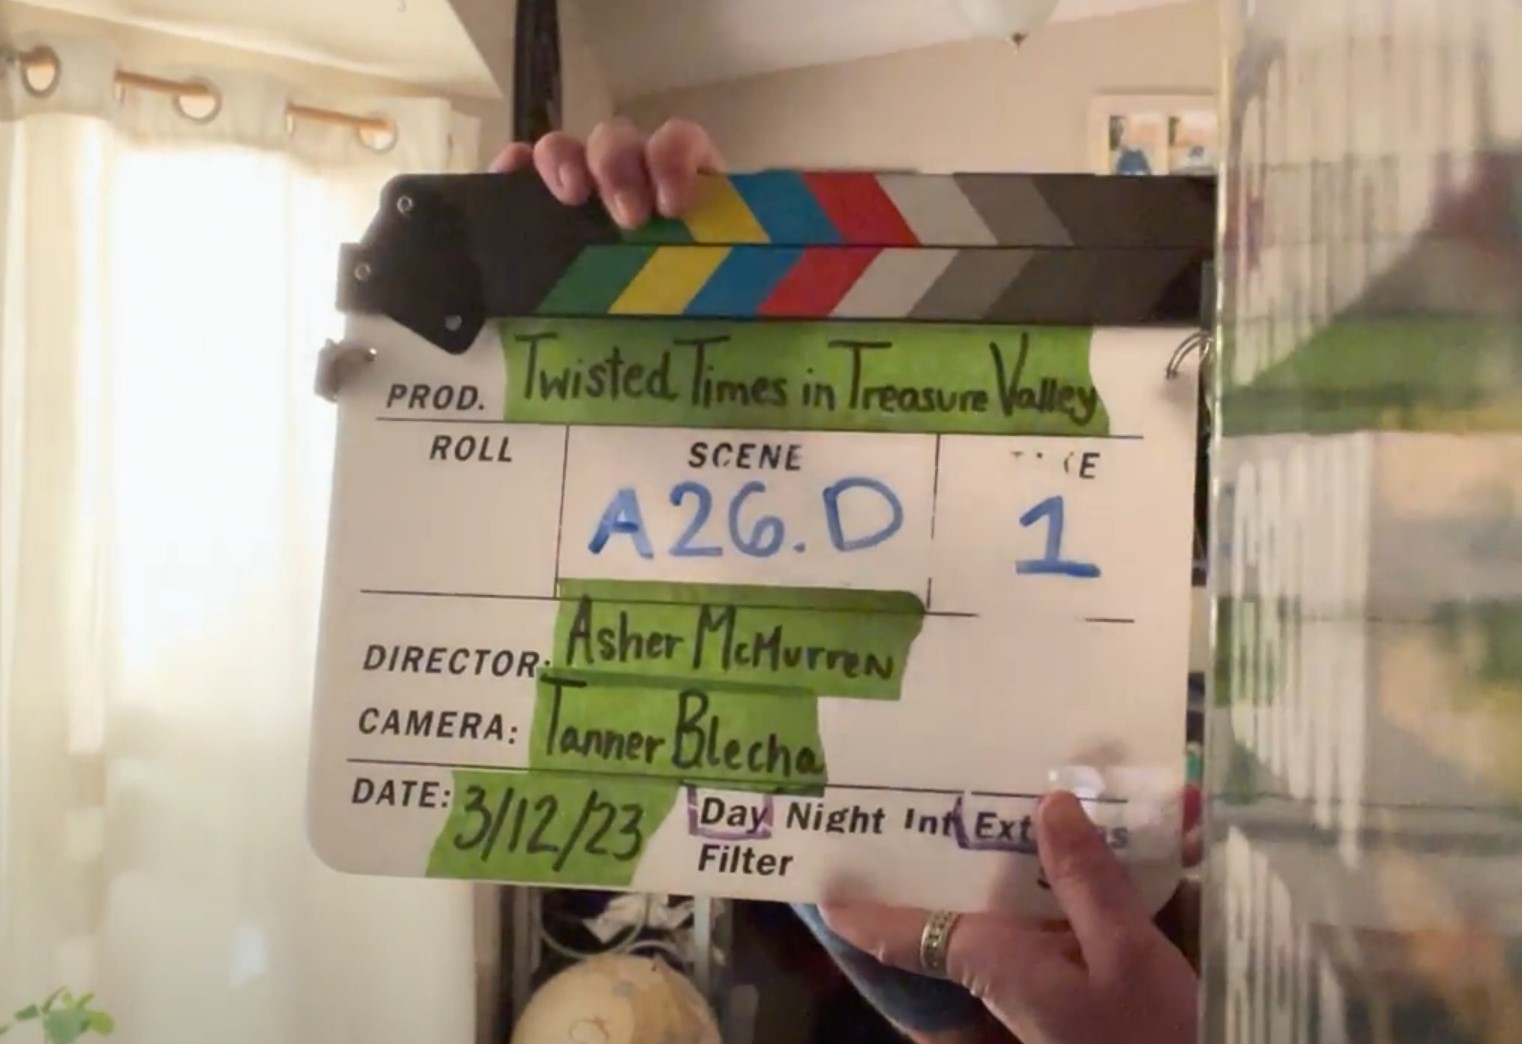 PROD. Twisted Times in Treasure Valley
ROLL SCENE
A26.D 1
DIRECTOR: Asher McMurren
CAMERA: Tanner Blecha
DATE: 3/12/23 Day Night Int Ext
Filter